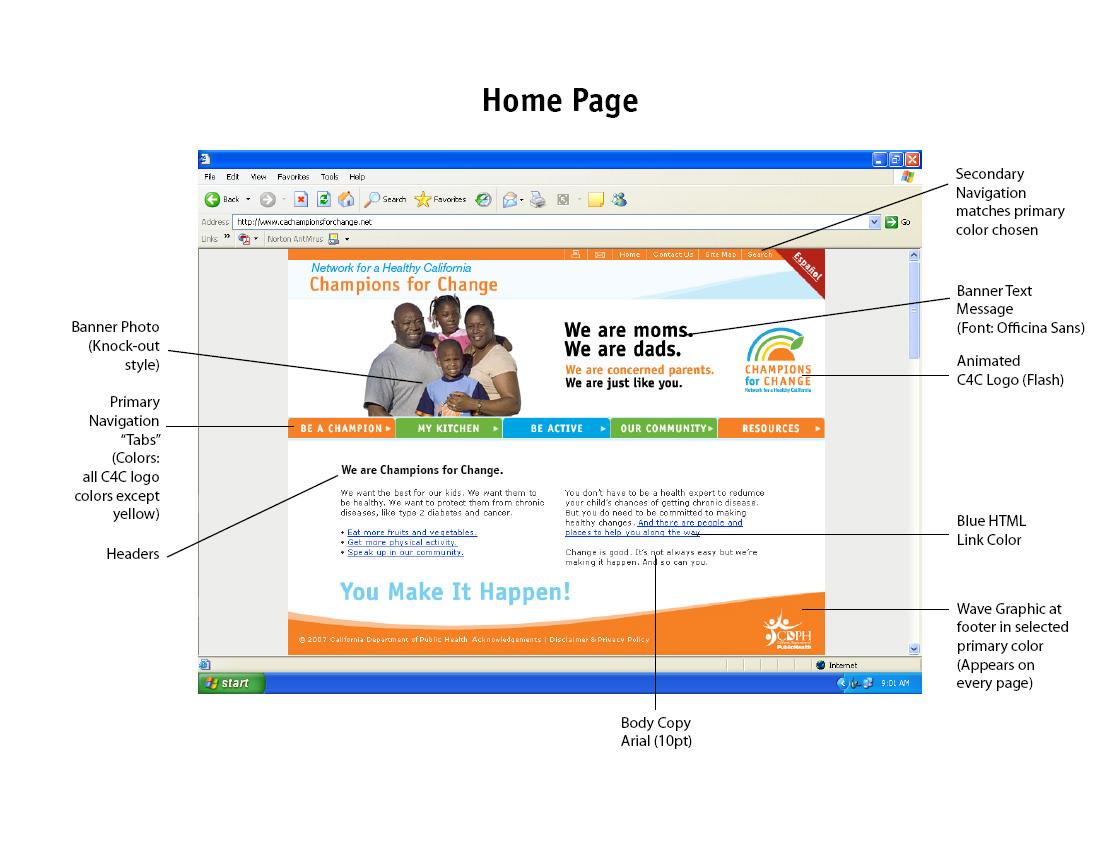 Home Page
File Edit View Favorites Tools Help
Back Search Favorites
Address http://www.cachampionsforchange.net Go
Links » Norton AntiVirus
Home | Contact Us | Site Map | Search
Español
Network for a Healthy California
Champions for Change
We are moms.
We are dads.
We are concerned parents.
We are just like you.
CHAMPIONS
for CHANGE
Network for a Healthy California
BE A CHAMPION
MY KITCHEN
BE ACTIVE
OUR COMMUNITY
RESOURCES
We are Champions for Change.
We want the best for our kids. We want them to
be healthy. We want to protect them from chronic
diseases, like type 2 diabetes and cancer.
• Eat more fruits and vegetables.
• Get more physical activity.
• Speak up in our community.
You don't have to be a health expert to redumce
your child's chances of getting chronic disease.
But you do need to be committed to making
healthy changes. And there are people and
places to help you along the way.
Change is good. It's not always easy but we're
making it happen. And so can you.
You Make It Happen!
© 2007 California Department of Public Health Acknowledgements | Disclaimer & Privacy Policy
CDPH
PublicHealth
Internet
start
9:01 AM
Banner Photo
(Knock-out
style)
Primary
Navigation
“Tabs”
(Colors:
all C4C logo
colors except
yellow)
Headers
Secondary
Navigation
matches primary
color chosen
Banner Text
Message
(Font: Officina Sans)
Animated
C4C Logo (Flash)
Blue HTML
Link Color
Wave Graphic at
footer in selected
primary color
(Appears on
every page)
Body Copy
Arial (10pt)